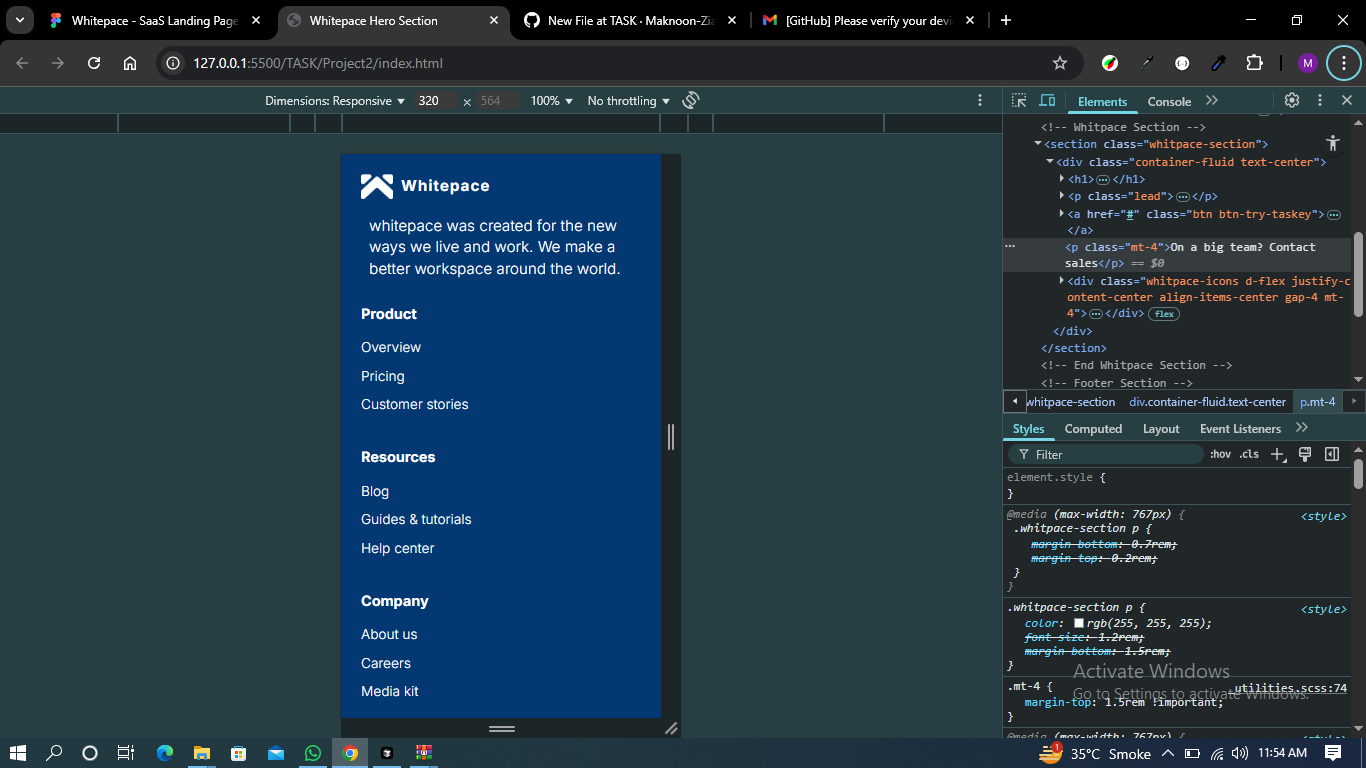 Whitepace - SaaS Landing Page
Whitepace Hero Section
New File at TASK · Maknoon-Zia
[GitHub] Please verify your devi
127.0.0.1:5500/TASK/Project2/index.html
M
Dimensions: Responsive
320
×
564
100%
No throttling
Elements
Console
<!-- Whitpace Section -->
<section class="whitpace-section">
<div class="container-fluid text-center">
<h1></h1>
<p class="lead"></p>
<a href="#" class="btn btn-try-taskey">
</a>
<p class="mt-4">On a big team? Contact
sales</p> == $0
<div class="whitpace-icons d-flex justify-c
ontent-center align-items-center gap-4 mt-
4"></div> flex
</div>
</section>
<!-- End Whitpace Section -->
<!-- Footer Section -->
whitpace-section
div.container-fluid.text-center
p.mt-4
Styles
Computed
Layout
Event Listeners
Filter
:hov
.cls
element.style {
}
@media (max-width: 767px) {
<style>
.whitpace-section p {
margin-bottom: 0.7rem;
margin-top: 0.2rem;
}
}
.whitpace-section p {
<style>
color: rgb(255, 255, 255);
font-size: 1.2rem;
margin-bottom: 1.5rem;
}
.mt-4 {
_utilities.scss:74
margin-top: 1.5rem !important;
}
@media (max-width: 767px) {
<style>
Activate Windows
Go to Settings to activate Windows.
Whitepace
whitepace was created for the new
ways we live and work. We make a
better workspace around the world.
Product
Overview
Pricing
Customer stories
Resources
Blog
Guides & tutorials
Help center
Company
About us
Careers
Media kit
1
35°C Smoke
11:54 AM